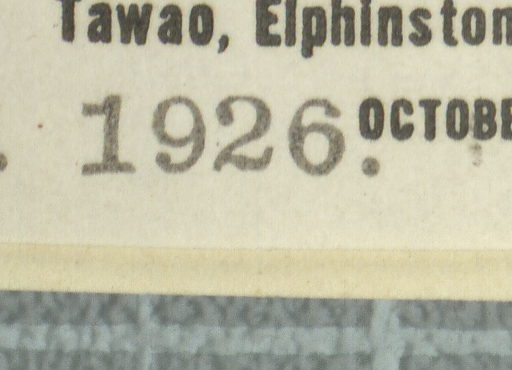 Tawao, Elphinston
. 1926. OCTOBE